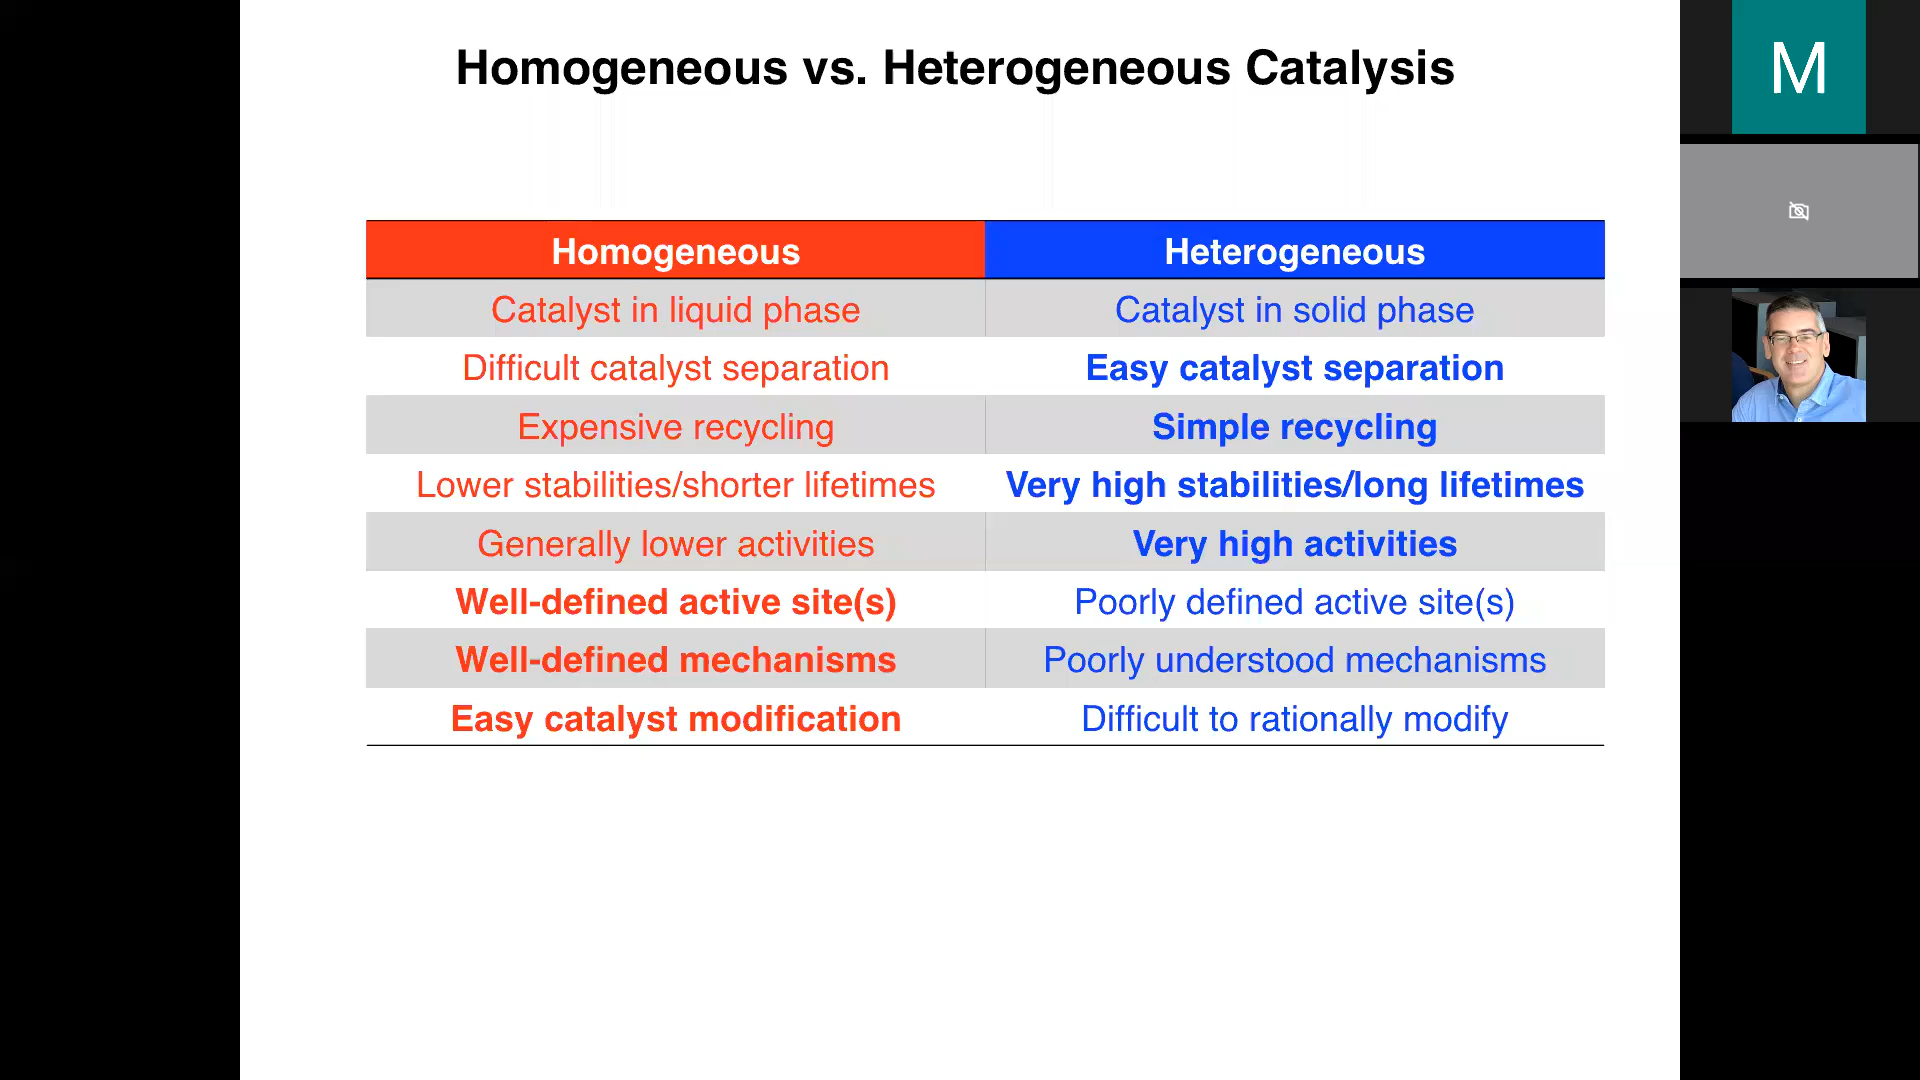 Homogeneous vs. Heterogeneous Catalysis
M
Homogeneous Heterogeneous
Catalyst in liquid phase Catalyst in solid phase
Difficult catalyst separation Easy catalyst separation
Expensive recycling Simple recycling
Lower stabilities/shorter lifetimes Very high stabilities/long lifetimes
Generally lower activities Very high activities
Well-defined active site(s) Poorly defined active site(s)
Well-defined mechanisms Poorly understood mechanisms
Easy catalyst modification Difficult to rationally modify